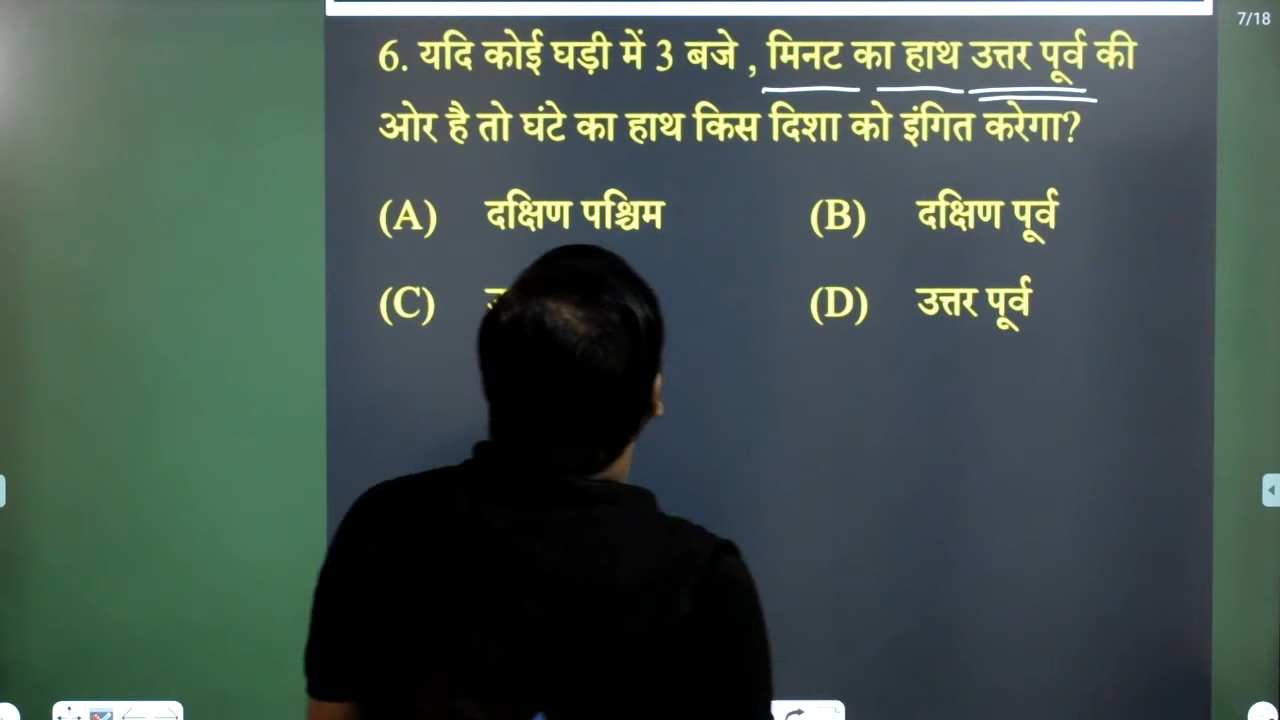 7/18
6. यदि कोई घड़ी में 3 बजे , मिनट का हाथ उत्तर पूर्व की
ओर है तो घंटे का हाथ किस दिशा को इंगित करेगा?
(A) दक्षिण पश्चिम (B) दक्षिण पूर्व
(C) (D) उत्तर पूर्व